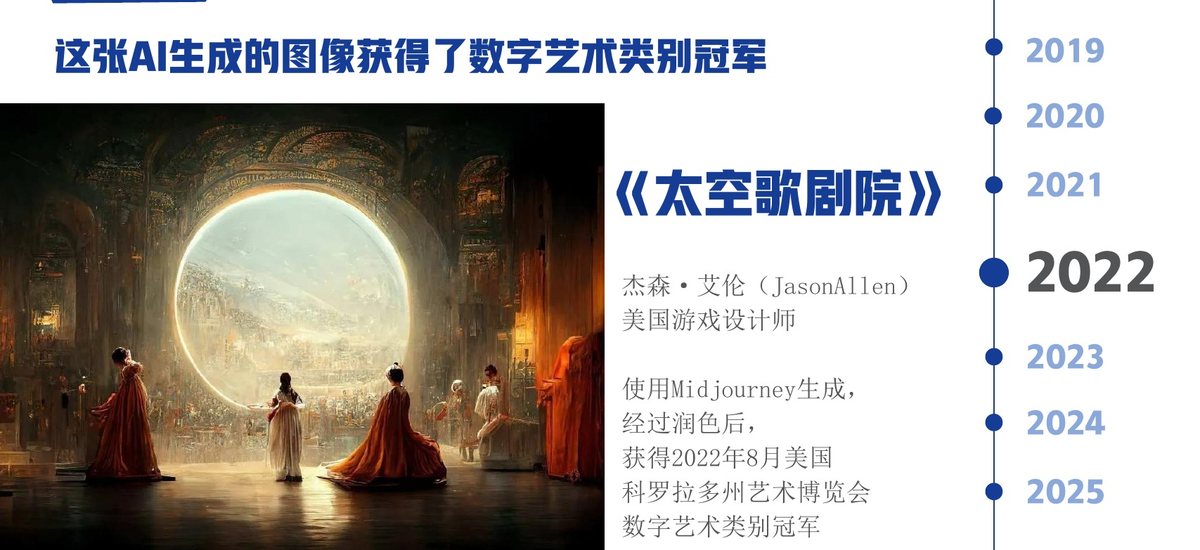 这张AI生成的图像获得了数字艺术类别冠军
《太空歌剧院》
杰森·艾伦（JasonAllen）
美国游戏设计师
使用Midjourney生成，
经过润色后，
获得2022年8月美国
科罗拉多州艺术博览会
数字艺术类别冠军
2019
2020
2021
2022
2023
2024
2025